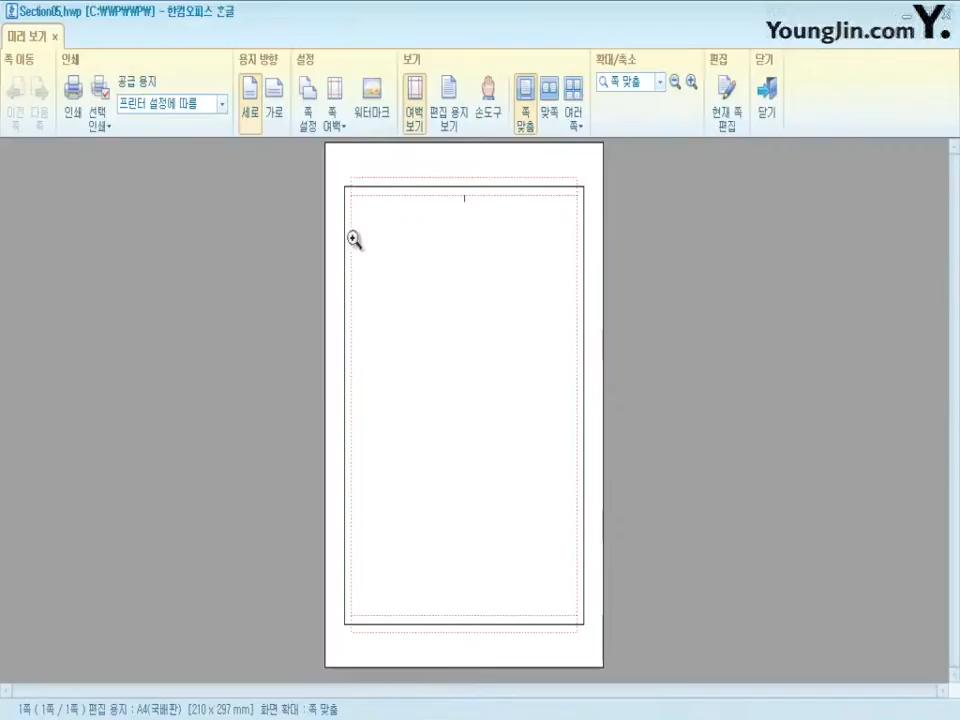 Section05.hwp [C:\WPWPW] - 한컴오피스 한글
YoungJin.com Y.
미리 보기 ×
쪽 이동
이전 쪽
다음 쪽
인쇄
인쇄
선택 인쇄
공급 용지
프린터 설정에 따름
용지 방향
세로
가로
설정
쪽 설정
쪽 여백
워터마크
보기
여백 보기
편집 용지 보기
손도구
쪽 맞춤
맞쪽
여러 쪽
확대/축소
쪽 맞춤
편집
현재 쪽 편집
닫기
닫기
1쪽 ( 1쪽 / 1쪽 ) 편집 용지 : A4(국배판) [210 x 297 mm] 화면 확대 : 쪽 맞춤